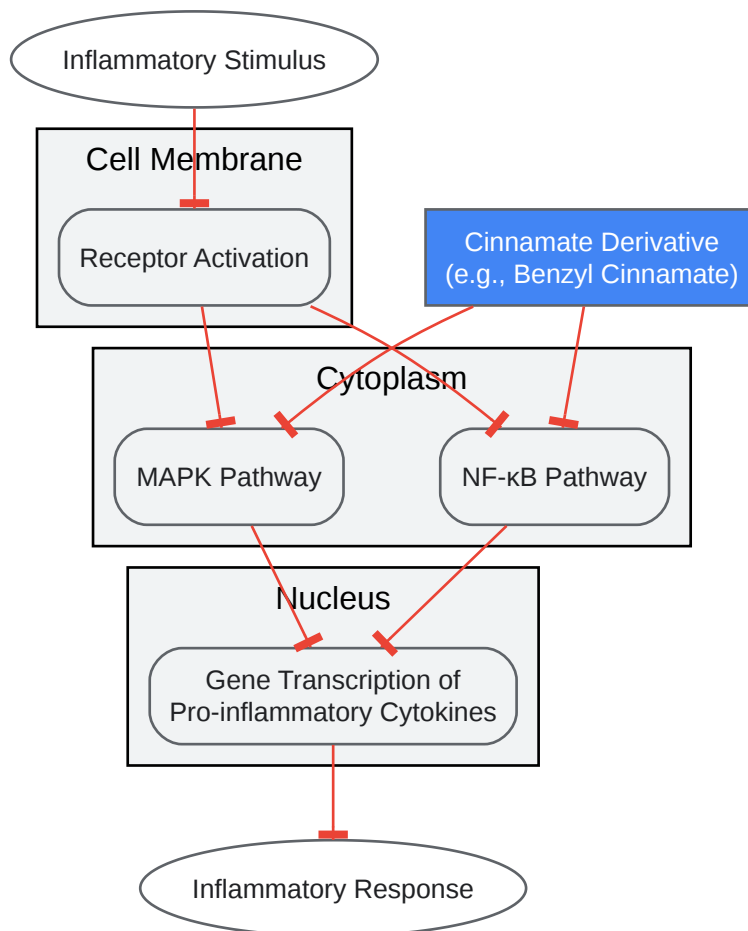 Inflammatory Stimulus
Cell Membrane
Receptor Activation
Cinnamate Derivative
(e.g., Benzyl Cinnamate)
Cytoplasm
MAPK Pathway
NF-κB Pathway
Nucleus
Gene Transcription of
Pro-inflammatory Cytokines
Inflammatory Response